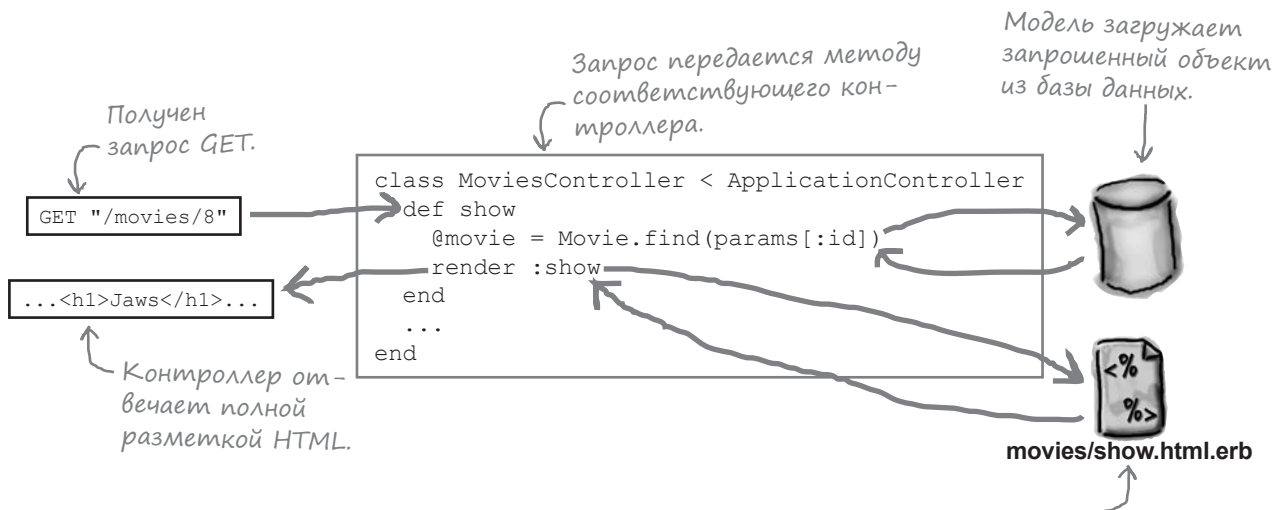 Модель загружает
запрошенный объект
из базы данных.
Запрос передается методу
соответствующего кон-
троллера.
Получен
запрос GET.
class MoviesController < ApplicationController
def show
@movie = Movie.find(params[:id])
render :show
end
...
end
GET "/movies/8"
...<h1>Jaws</h1>...
Контроллер от-
вечает полной
разметкой HTML.
<%
%>
movies/show.html.erb